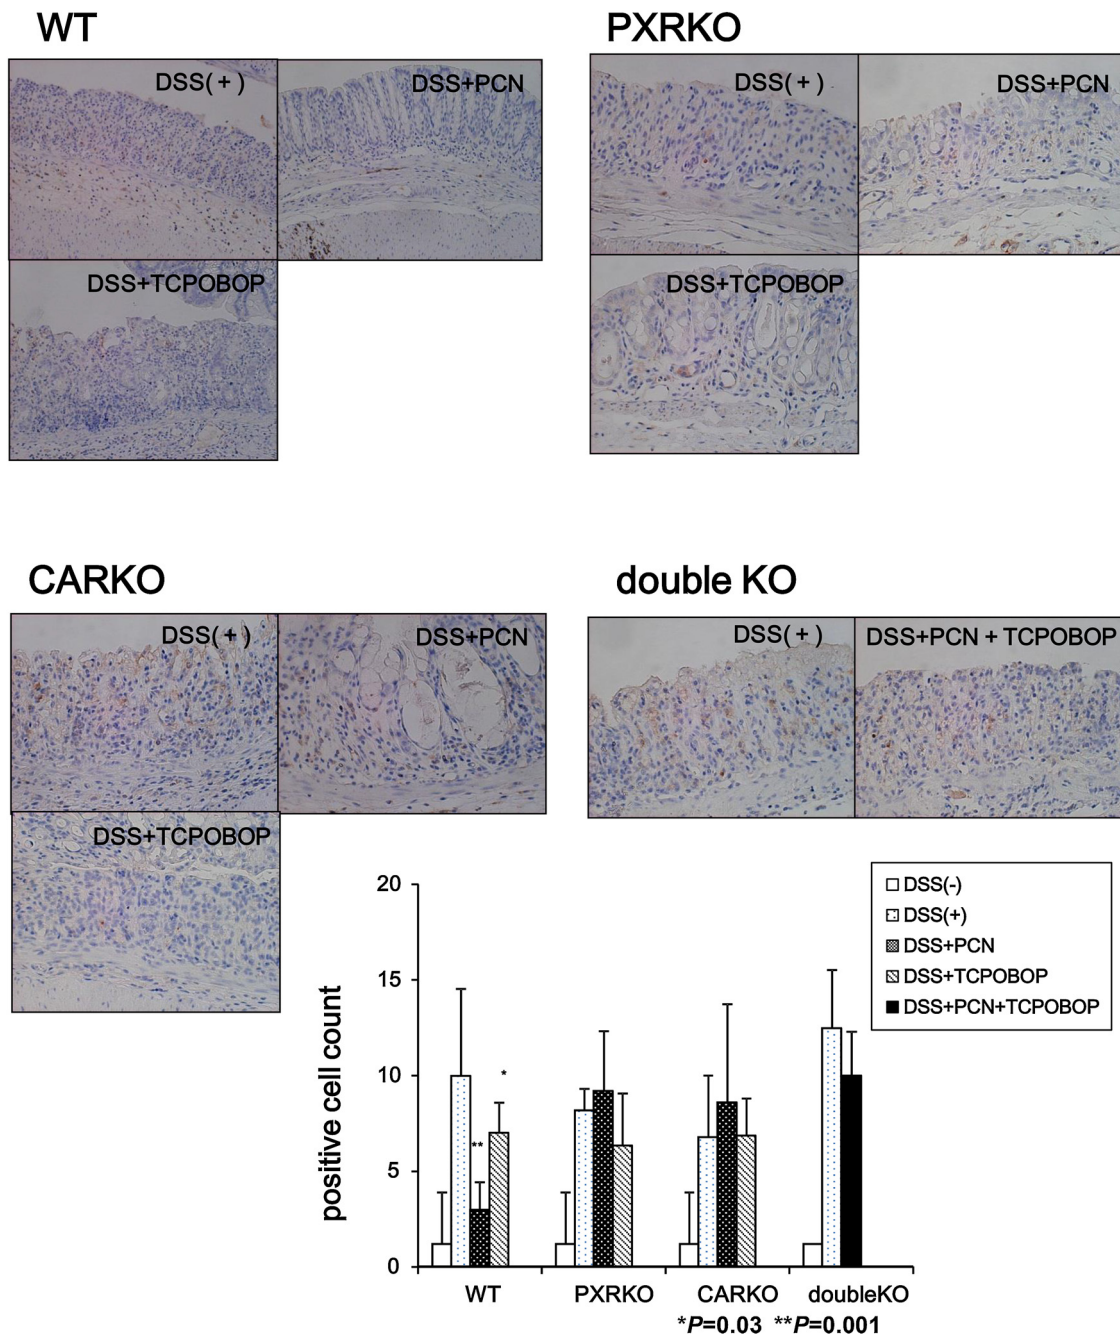 WT
PXRKO
DSS(+)
DSS+PCN
DSS(+)
DSS+PCN
DSS+TCPOBOP
DSS+TCPOBOP
CARKO
double KO
DSS(+)
DSS+PCN
DSS(+)
DSS+PCN + TCPOBOP
DSS+TCPOBOP
positive cell count
20
15
10
5
0
*
**
DSS(-)
DSS(+)
DSS+PCN
DSS+TCPOBOP
DSS+PCN+TCPOBOP
WT PXRKO CARKO doubleKO
*P=0.03 **P=0.001